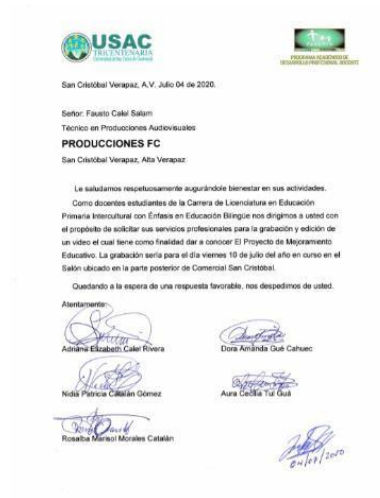 USAC
TRICENTENARIA
Universidad de San Carlos de Guatemala
PROGRAMA ACADÉMICO DE
DESARROLLO PROFESIONAL DOCENTE
San Cristóbal Verapaz, A.V. Julio 04 de 2020.
Señor: Fausto Calel Salam
Técnico en Producciones Audiovisuales
PRODUCCIONES FC
San Cristóbal Verapaz, Alta Verapaz
Le saludamos respetuosamente augurándole bienestar en sus actividades.
Como docentes estudiantes de la Carrera de Licenciatura en Educación
Primaria Intercultural con Énfasis en Educación Bilingüe nos dirigimos a usted con
el propósito de solicitar sus servicios profesionales para la grabación y edición de
un video el cual tiene como finalidad dar a conocer El Proyecto de Mejoramiento
Educativo. La grabación sería para el día viernes 10 de julio del año en curso en el
Salón ubicado en la parte posterior de Comercial San Cristóbal.
Quedando a la espera de una respuesta favorable, nos despedimos de usted.
Atentamente:
Adriana Elizabeth Calel Rivera
Dora Amanda Gué Cahuec
Nidia Patricia Catalán Gómez
Aura Cecilia Tul Guá
Rosalba Marisol Morales Catalán
04/07/2020